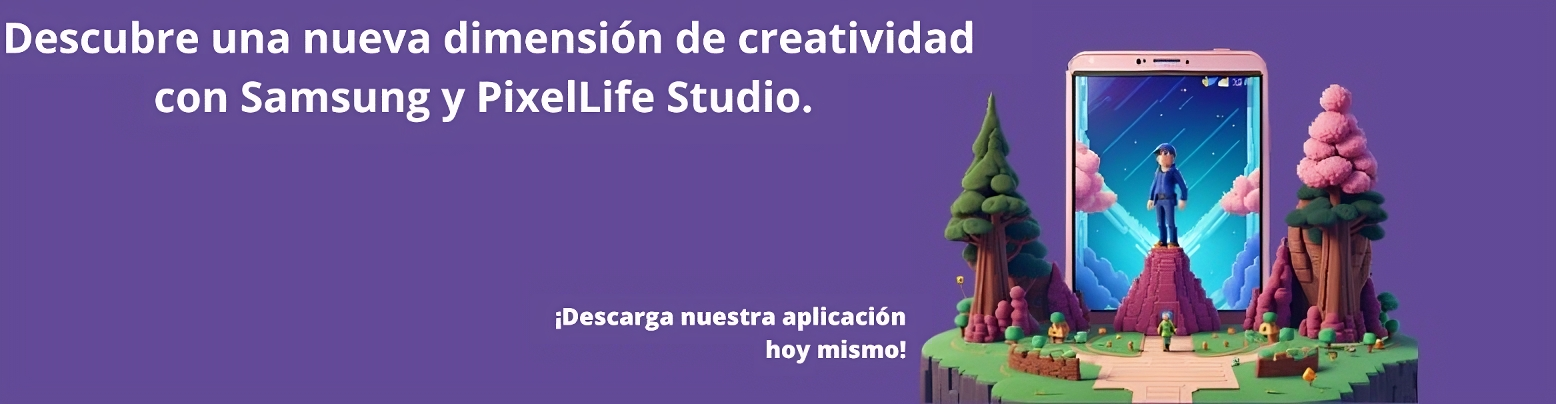 Descubre una nueva dimensión de creatividad
con Samsung y PixelLife Studio.
¡Descarga nuestra aplicación
hoy mismo!